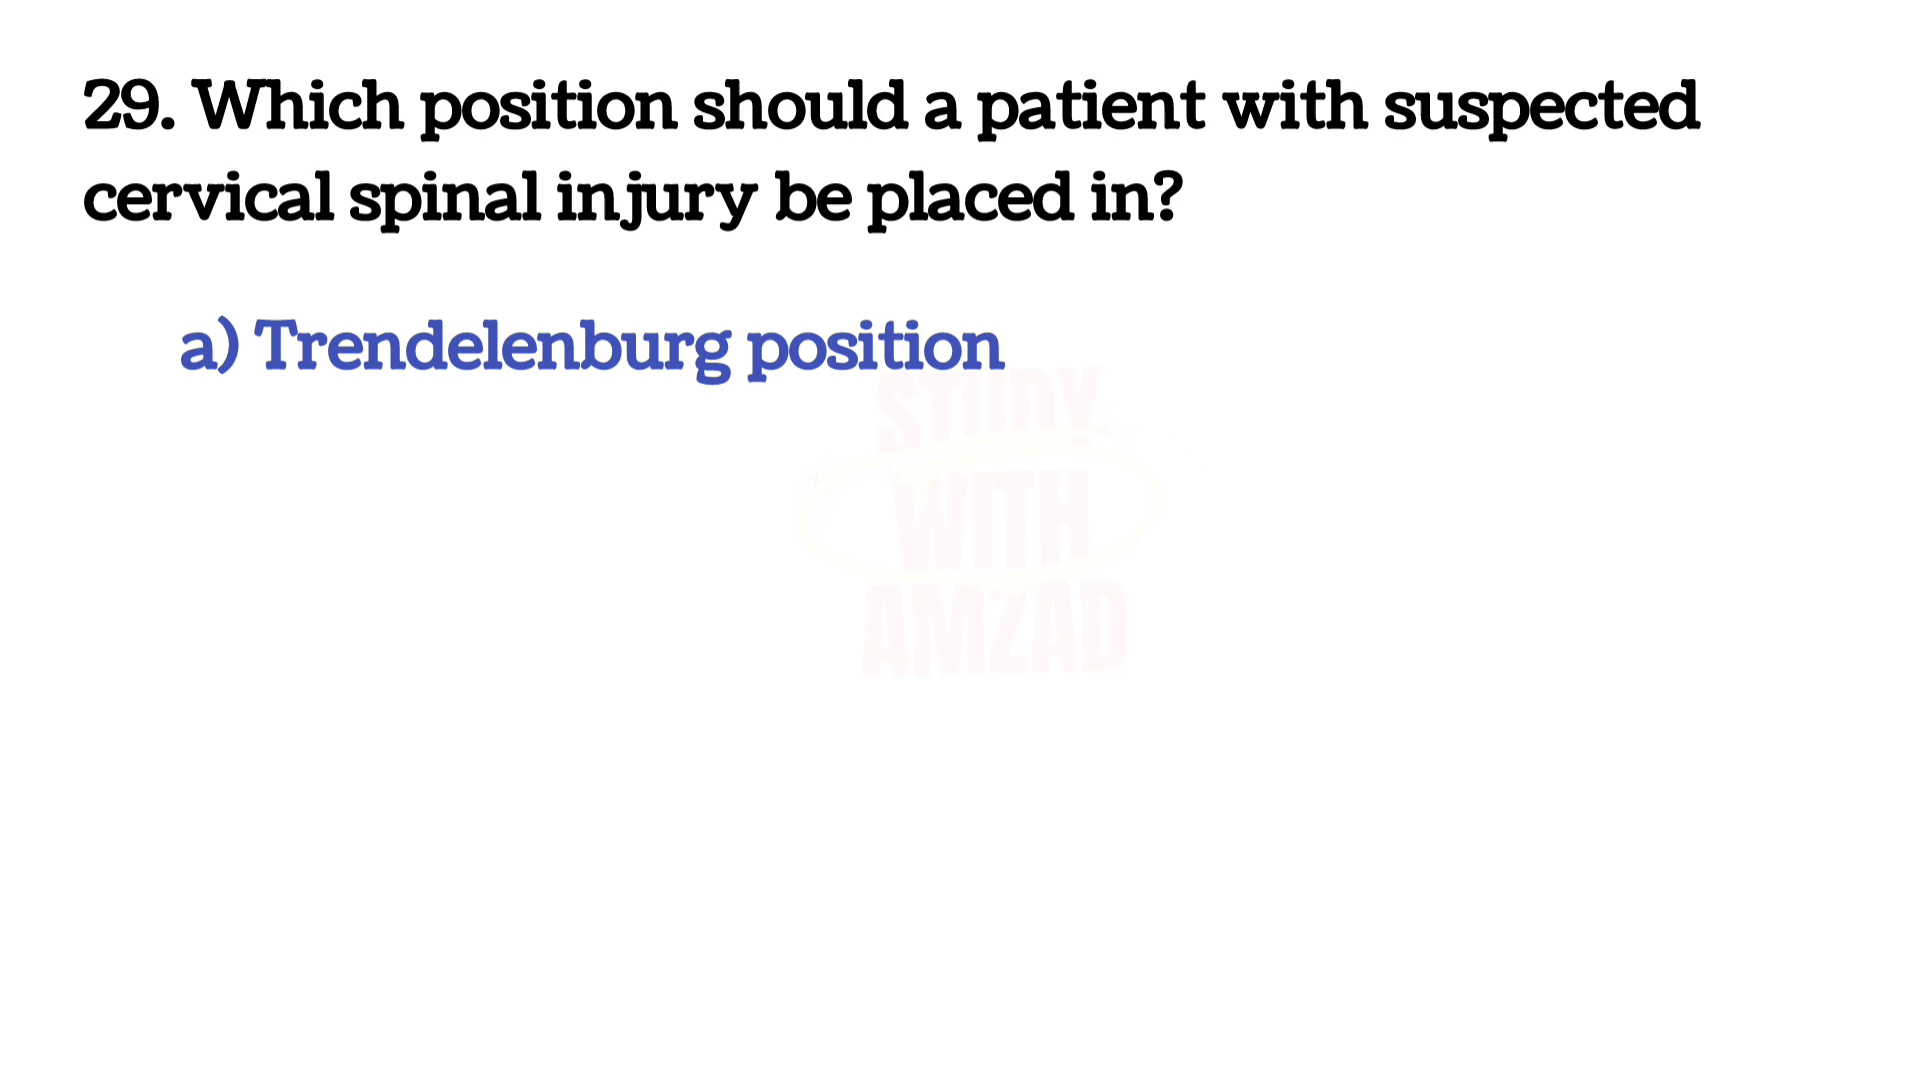 29. Which position should a patient with suspected
cervical spinal injury be placed in?
a) Trendelenburg position
STUDY
WITH
AMZAD